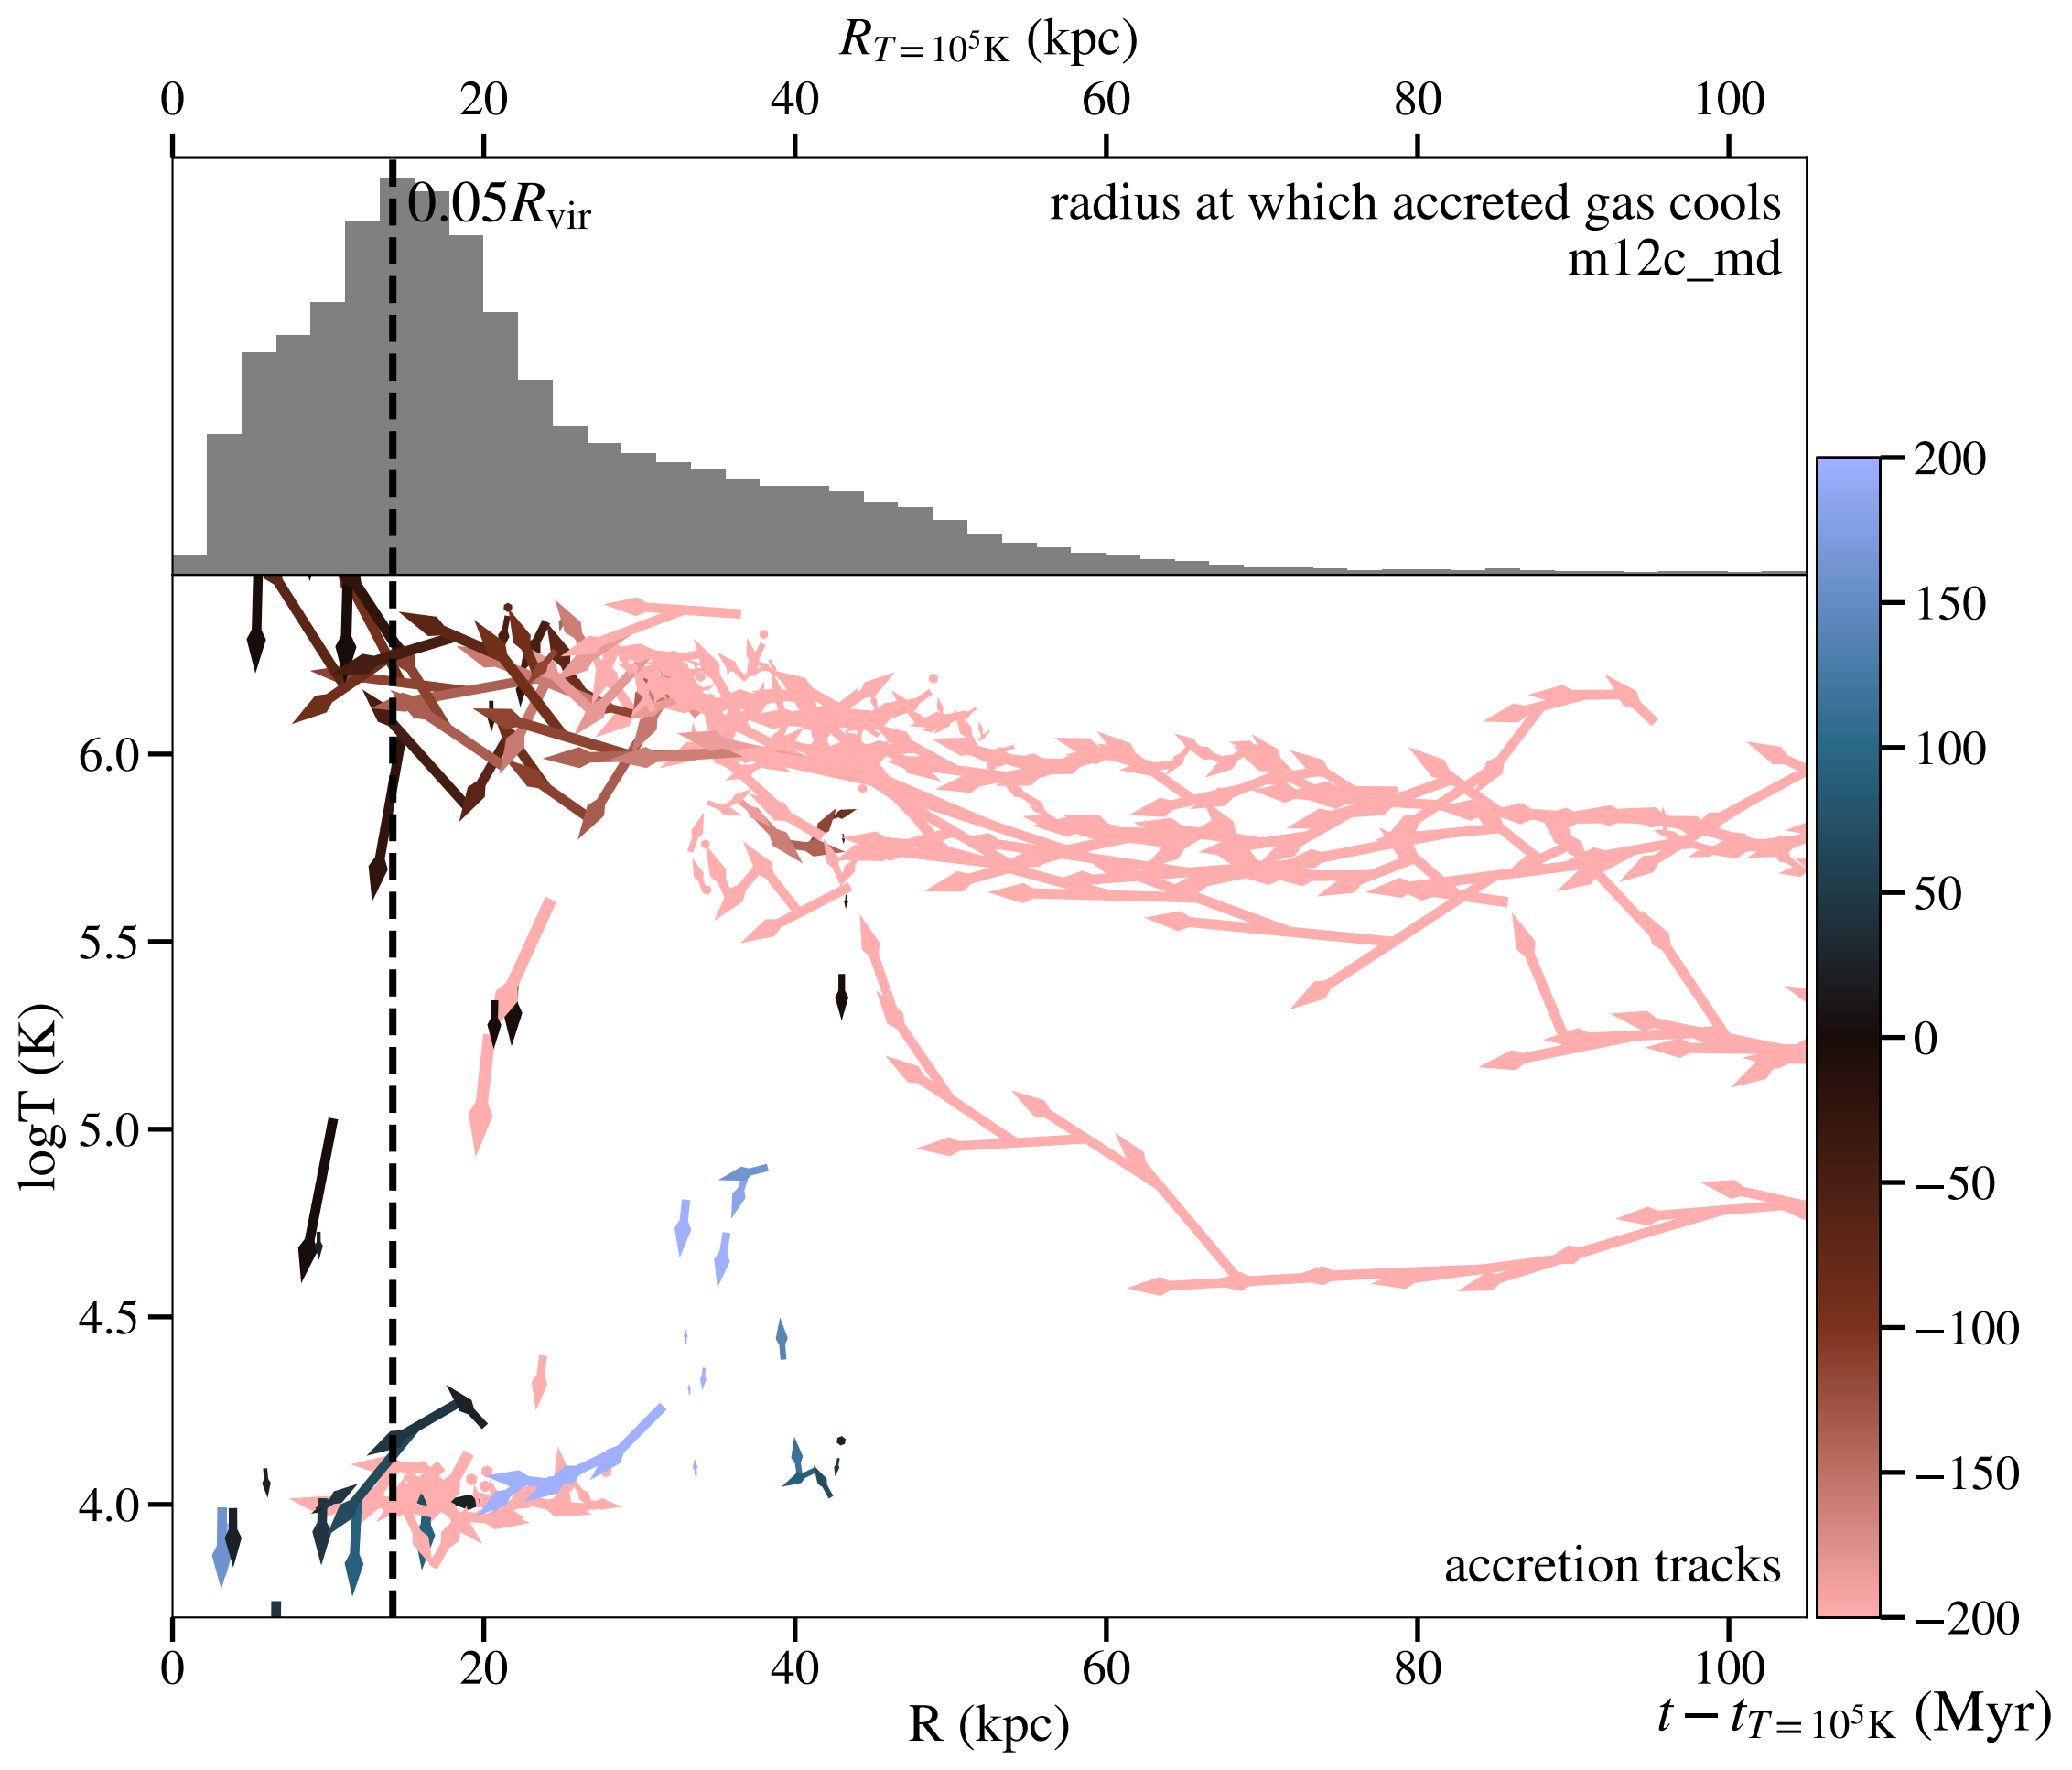 R_{T=10^5K} (kpc)
0 20 40 60 80 100
0.05R_{vir}
radius at which accreted gas cools
m12c_md
200
150
100
50
0
−50
−100
−150
−200
t − t_{T=10^5K} (Myr)
logT (K)
6.0
5.5
5.0
4.5
4.0
accretion tracks
0 20 40 60 80 100
R (kpc)